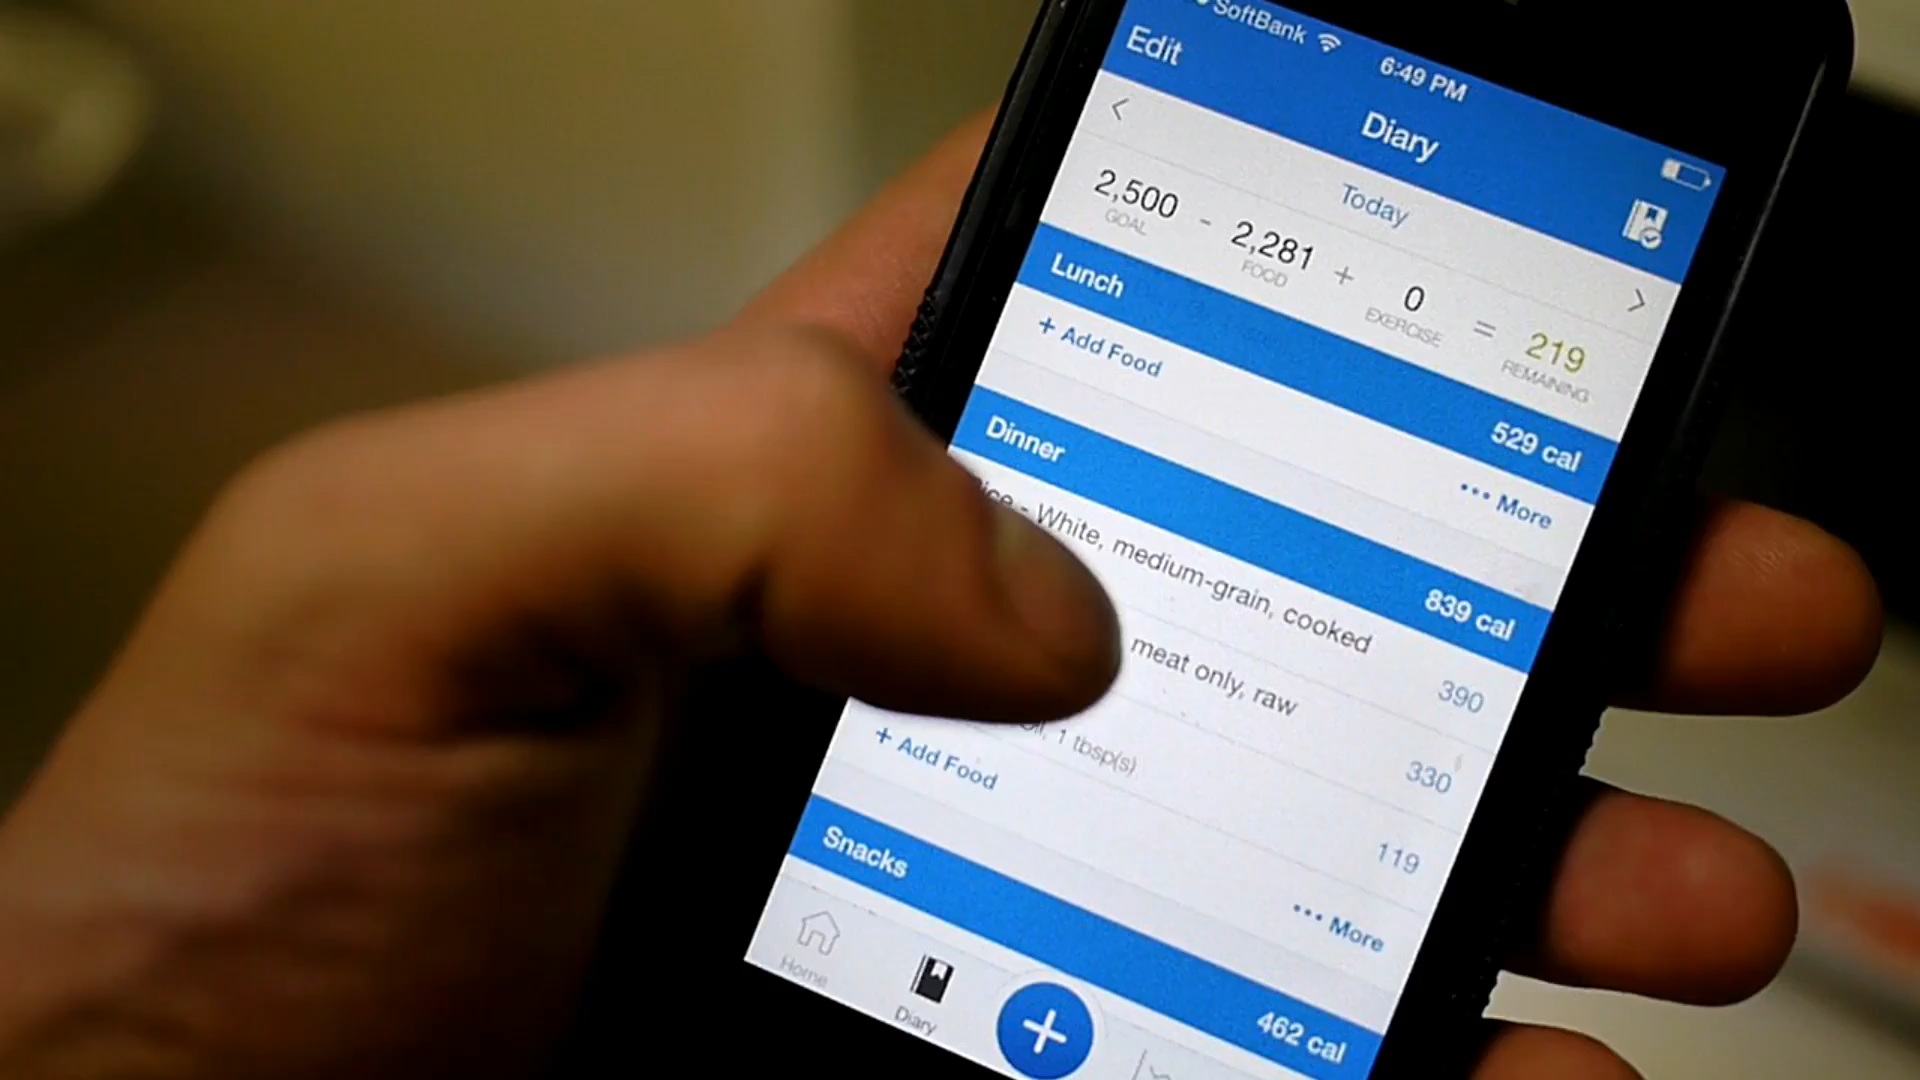 SoftBank 6:49 PM
Edit Diary
Today
2,500 - 2,281 + 0 = 219
GOAL FOOD EXERCISE REMAINING
Lunch 529 cal
+ Add Food ••• More
Dinner 839 cal
- White, medium-grain, cooked
390
meat only, raw
330
1 tbsp(s)
119
+ Add Food ••• More
Snacks 462 cal
Home Diary +